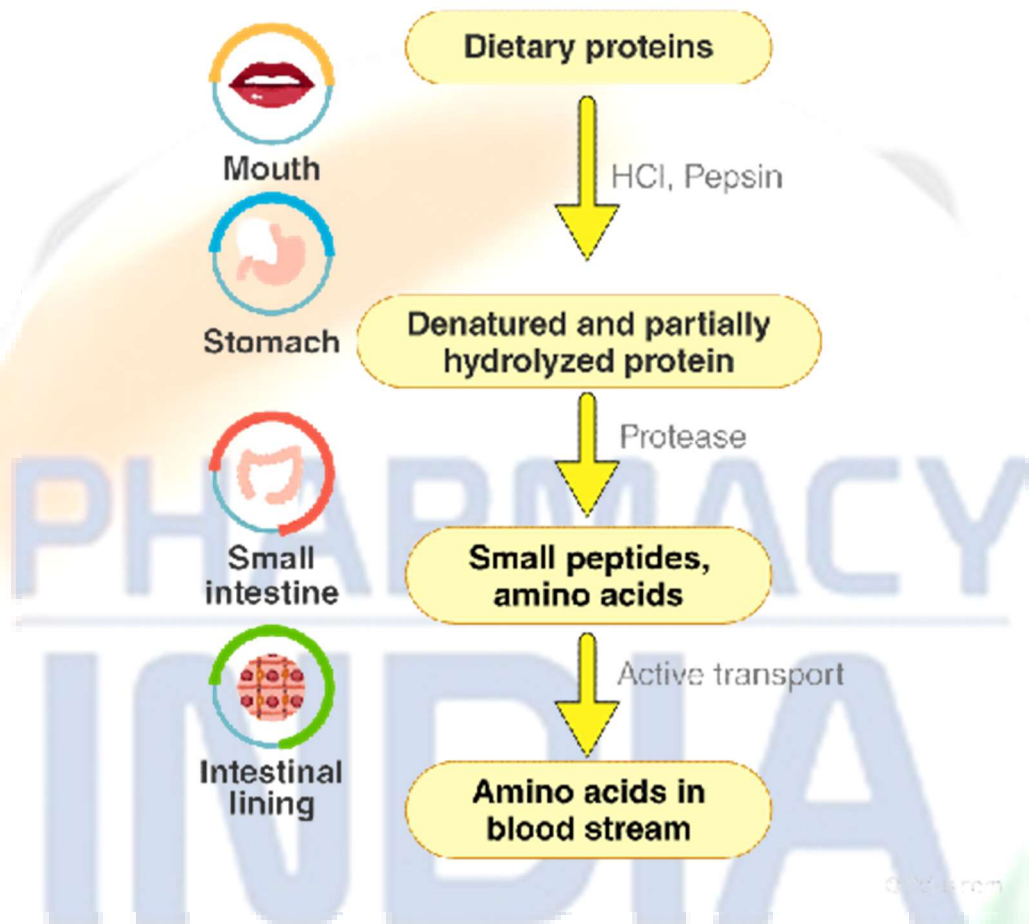 Dietary proteins
Mouth
HCl, Pepsin
Stomach
Denatured and partially
hydrolyzed protein
Protease
Small
intestine
Small peptides,
amino acids
Active transport
Intestinal
lining
Amino acids in
blood stream
PHARMACY
INDIA